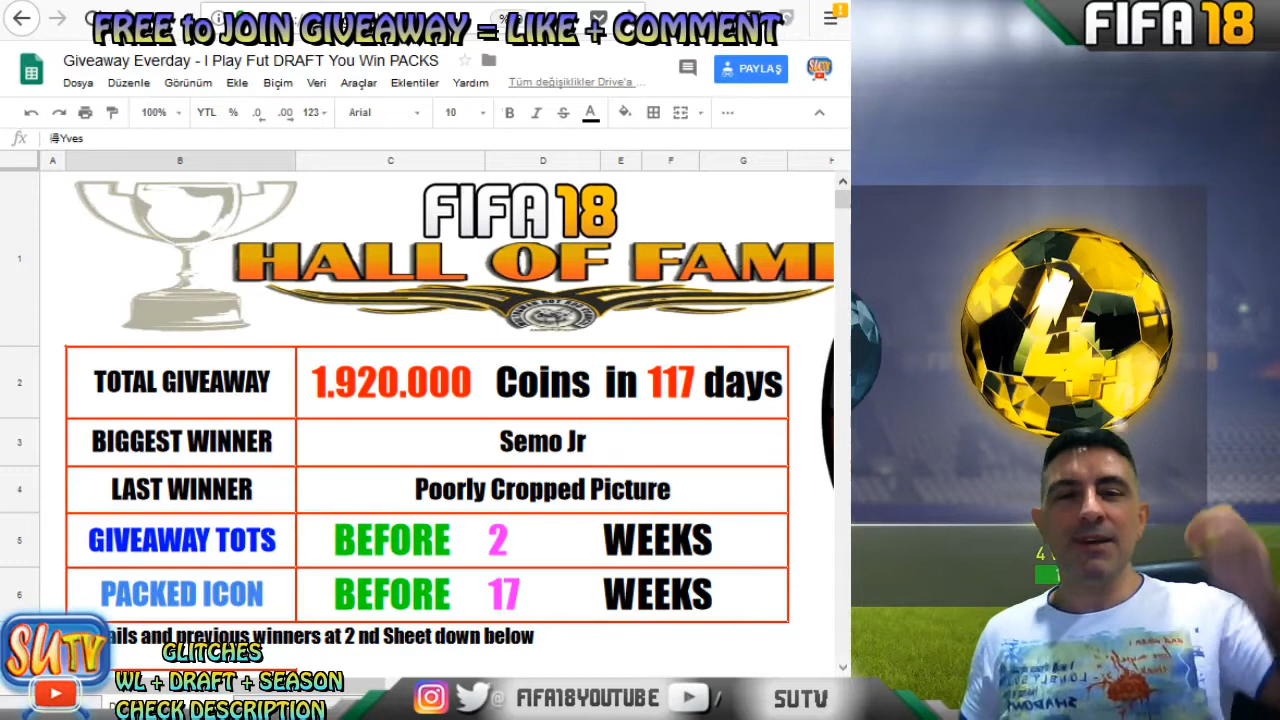 FREE to JOIN GIVEAWAY = LIKE + COMMENT
FIFA 18
Giveaway Everday - I Play Fut DRAFT You Win PACKS
PAYLAŞ
SUTV
Dosya Düzenle Görünüm Ekle Biçim Veri Araçlar Eklentiler Yardım Tüm değişiklikler Drive'a ...
100% YTL % .0 .00 123 Arial 10 B I S A
fx Yves
A B C D E F G H
1 FIFA 18
HALL OF FAME
2 TOTAL GIVEAWAY 1.920.000 Coins in 117 days
3 BIGGEST WINNER Semo Jr
4 LAST WINNER Poorly Cropped Picture
5 GIVEAWAY TOTS BEFORE 2 WEEKS
6 PACKED ICON BEFORE 17 WEEKS
ails and previous winners at 2 nd Sheet down below
4
4
SUTV
GLITCHES
WL + DRAFT + SEASON
CHECK DESCRIPTION
@ FIFA18YOUTUBE / SUTV